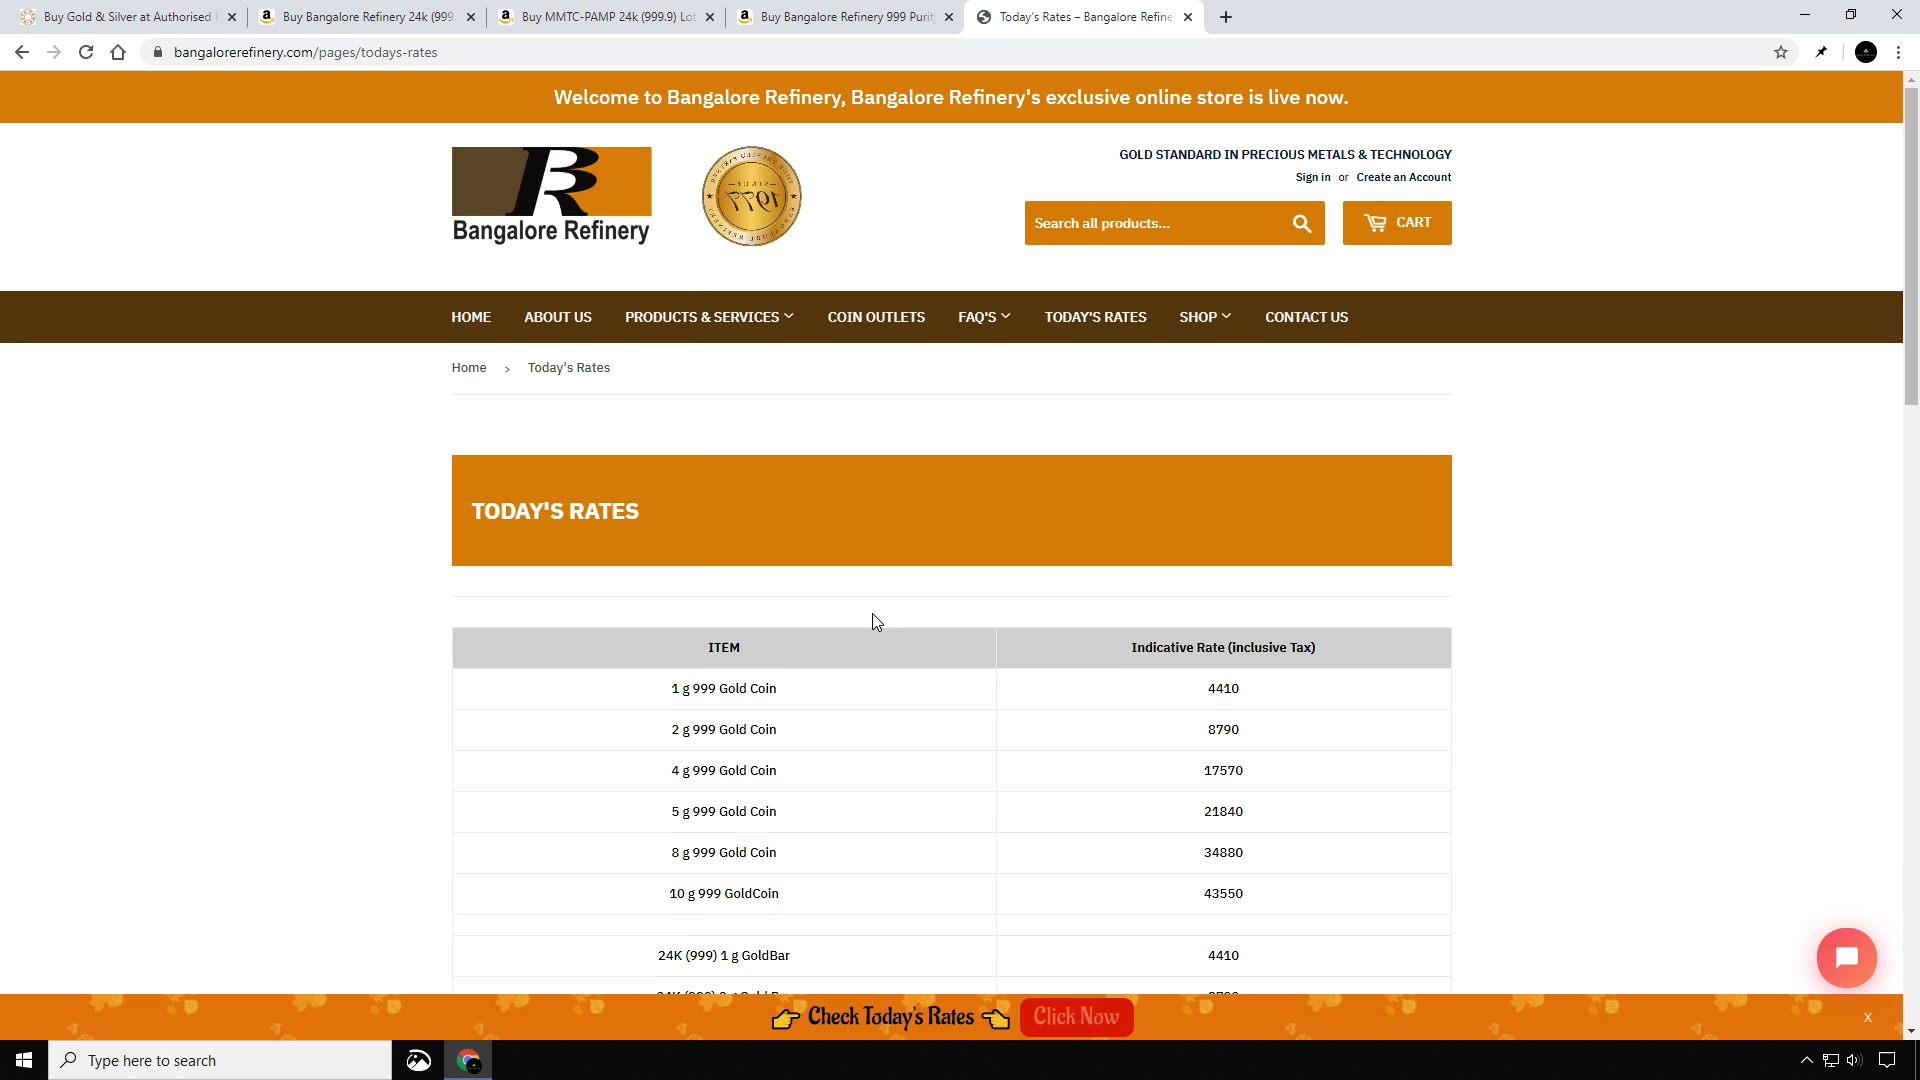 Buy Gold & Silver at Authorised
Buy Bangalore Refinery 24k (999.
Buy MMTC-PAMP 24k (999.9) Lot
Buy Bangalore Refinery 999 Purit
Today's Rates – Bangalore Refine
bangalorerefinery.com/pages/todays-rates
Welcome to Bangalore Refinery, Bangalore Refinery's exclusive online store is live now.
Bangalore Refinery
GOLD STANDARD IN PRECIOUS METALS & TECHNOLOGY
Sign in or Create an Account
Search all products...
CART
HOME ABOUT US PRODUCTS & SERVICES COIN OUTLETS FAQ'S TODAY'S RATES SHOP CONTACT US
Home > Today's Rates
TODAY'S RATES
ITEM Indicative Rate (inclusive Tax)
1 g 999 Gold Coin 4410
2 g 999 Gold Coin 8790
4 g 999 Gold Coin 17570
5 g 999 Gold Coin 21840
8 g 999 Gold Coin 34880
10 g 999 GoldCoin 43550
24K (999) 1 g GoldBar 4410
Check Today's Rates Click Now X
Type here to search